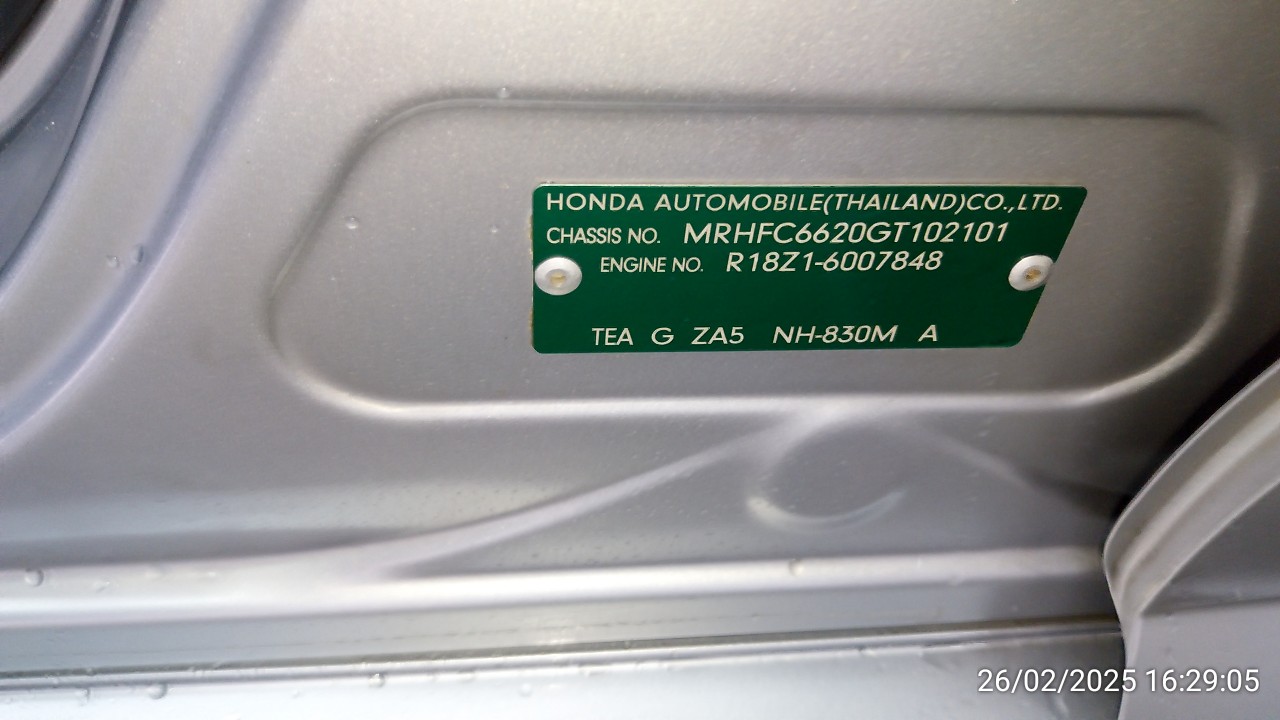 HONDA AUTOMOBILE(THAILAND)CO.,LTD.
CHASSIS NO. MRHFC6620GT102101
ENGINE NO. R18Z1-6007848
TEA G ZA5 NH-830M A
26/02/2025 16:29:05